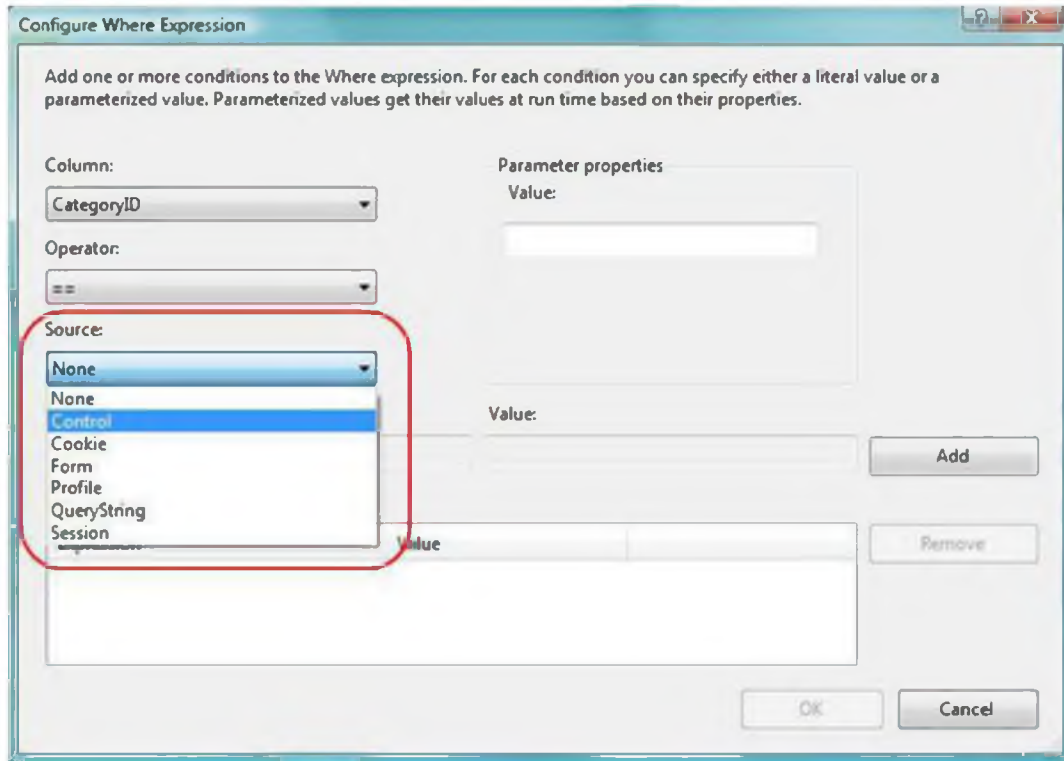 Configure Where Expression
Add one or more conditions to the Where expression. For each condition you can specify either a literal value or a
parameterized value. Parameterized values get their values at run time based on their properties.
Column:
CategoryID
Operator:
==
Source:
None
None
Control
Cookie
Form
Profile
QueryString
Session
Parameter properties
Value:
Value:
Add
Value
Remove
OK
Cancel